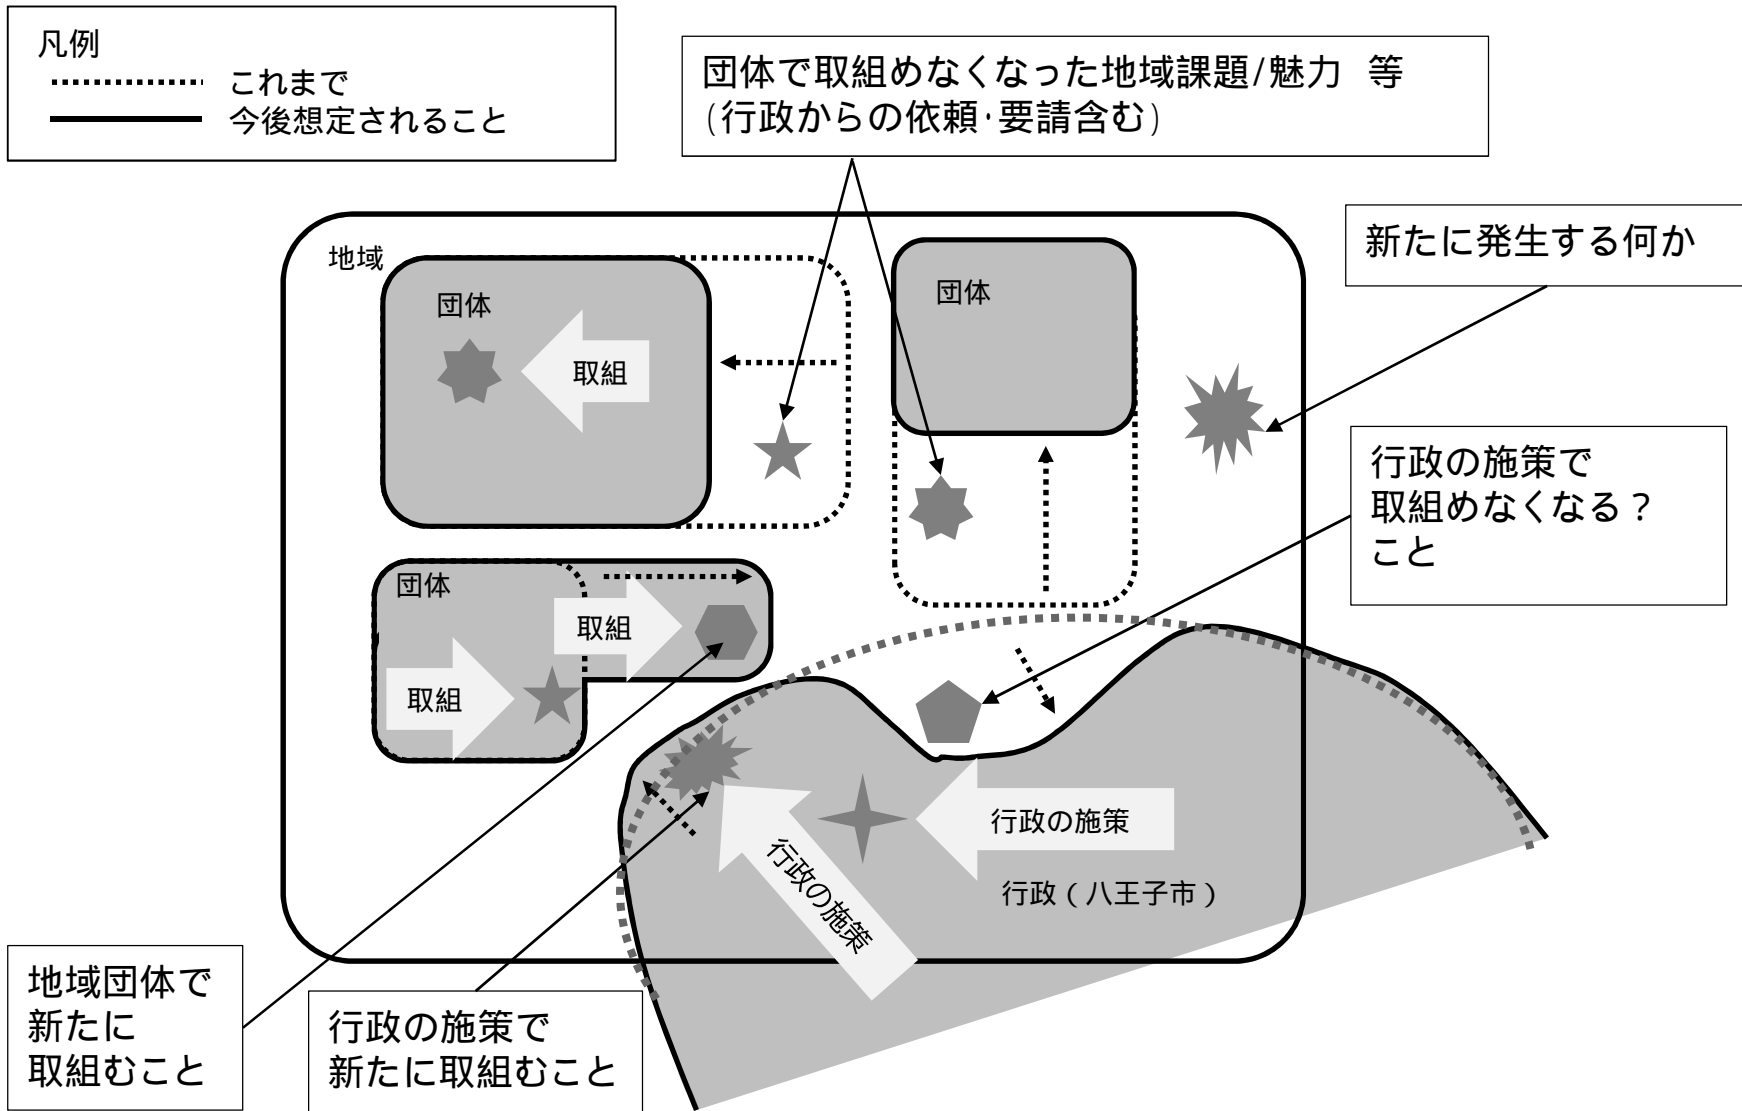 凡例
これまで
今後想定されること
団体で取組めなくなった地域課題/魅力 等
(行政からの依頼･要請含む)
新たに発生する何か
地域
団体
取組
団体
行政の施策で
取組めなくなる？
こと
団体
取組
取組
行政の施策
行政の施策
行政（八王子市）
地域団体で
新たに
取組むこと
行政の施策で
新たに取組むこと